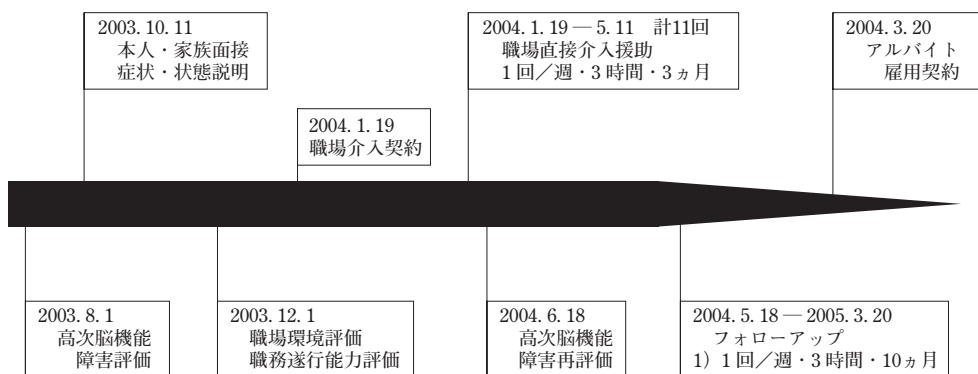 2003. 10. 11
本人・家族面接
症状・状態説明
2004. 1. 19 ― 5. 11　計11回
職場直接介入援助
1 回／週・3 時間・3 ヵ月
2004. 3. 20
アルバイト
雇用契約
2004. 1. 19
職場介入契約
2003. 8. 1
高次脳機能
障害評価
2003. 12. 1
職場環境評価
職務遂行能力評価
2004. 6. 18
高次脳機能
障害再評価
2004. 5. 18 ― 2005. 3. 20
フォローアップ
1）1 回／週・3 時間・10ヵ月